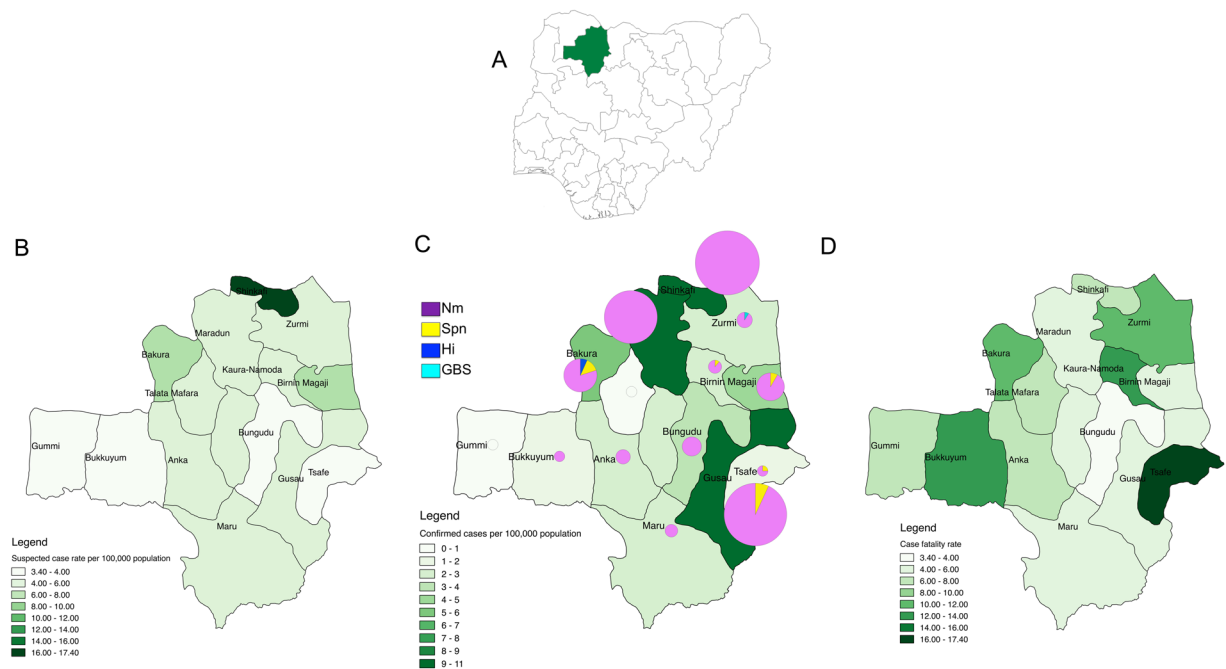 A
B
Shinkafi
Zurmi
Maradun
Bakura
Kaura-Namoda
Birnin Magaji
Talata Mafara
Bungudu
Gummi
Bukkuyum
Anka
Tsafe
Gusau
Maru
Legend
Suspected case rate per 100,000 population
3.40 - 4.00
4.00 - 6.00
6.00 - 8.00
8.00 - 10.00
10.00 - 12.00
12.00 - 14.00
14.00 - 16.00
16.00 - 17.40
C
Nm
Spn
Hi
GBS
Shinkafi
Zurmi
Bakura
Birnin Magaji
Bungudu
Gummi
Bukkuyum
Anka
Tsafe
Gusau
Maru
Legend
Confirmed cases per 100,000 population
0 - 1
1 - 2
2 - 3
3 - 4
4 - 5
5 - 6
6 - 7
7 - 8
8 - 9
9 - 11
D
Shinkafi
Zurmi
Maradun
Bakura
Kaura-Namoda
Birnin Magaji
Talata Mafara
Bungudu
Gummi
Bukkuyum
Anka
Tsafe
Gusau
Maru
Legend
Case fatality rate
3.40 - 4.00
4.00 - 6.00
6.00 - 8.00
8.00 - 10.00
10.00 - 12.00
12.00 - 14.00
14.00 - 16.00
16.00 - 17.40